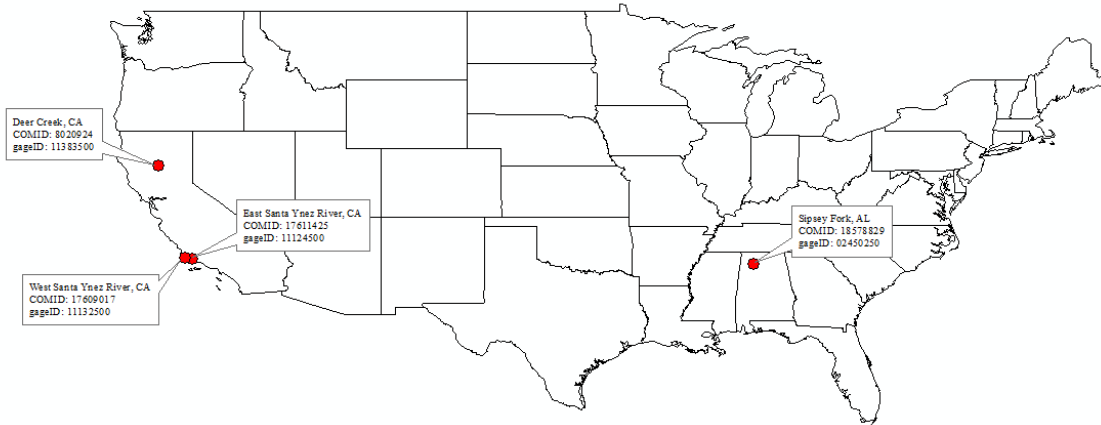 Deer Creek, CA
COMID: 8020924
gageID: 11383500
East Santa Ynez River, CA
COMID: 17611425
gageID: 11124500
Sipsey Fork, AL
COMID: 18578829
gageID: 02450250
West Santa Ynez River, CA
COMID: 17609017
gageID: 11132500